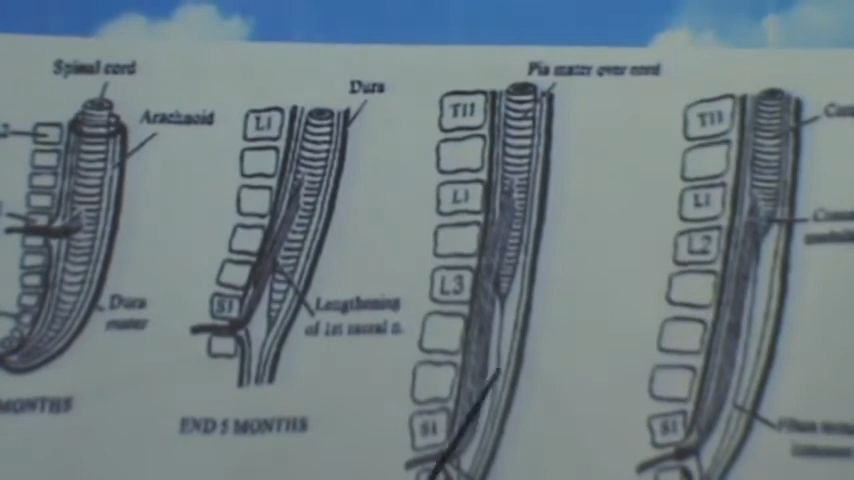 Spinal cord
Pia mater over cord
Dura
Arachnoid
T11
T11
L1
L1
L1
L2
L3
Dura
mater
S1
Lengthening
of 1st sacral n.
MONTHS
END 5 MONTHS
S1
S1
Filum